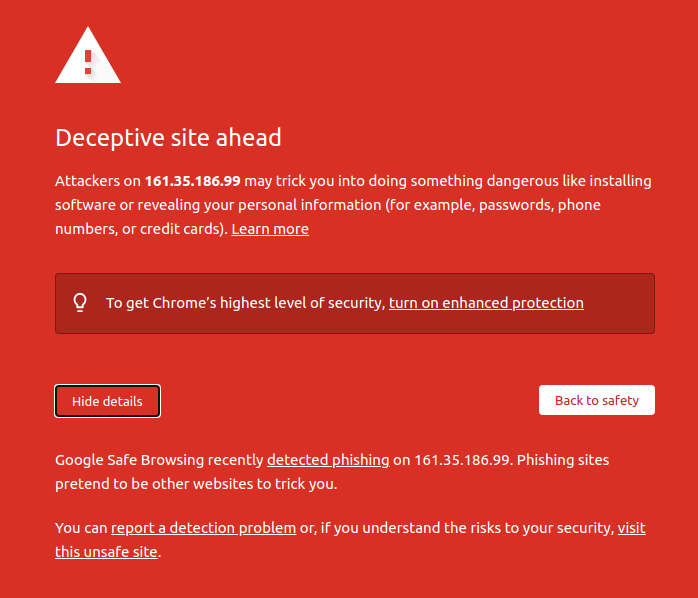 Deceptive site ahead
Attackers on 161.35.186.99 may trick you into doing something dangerous like installing
software or revealing your personal information (for example, passwords, phone
numbers, or credit cards). Learn more
To get Chrome’s highest level of security, turn on enhanced protection
Hide details
Back to safety
Google Safe Browsing recently detected phishing on 161.35.186.99. Phishing sites
pretend to be other websites to trick you.
You can report a detection problem or, if you understand the risks to your security, visit
this unsafe site.